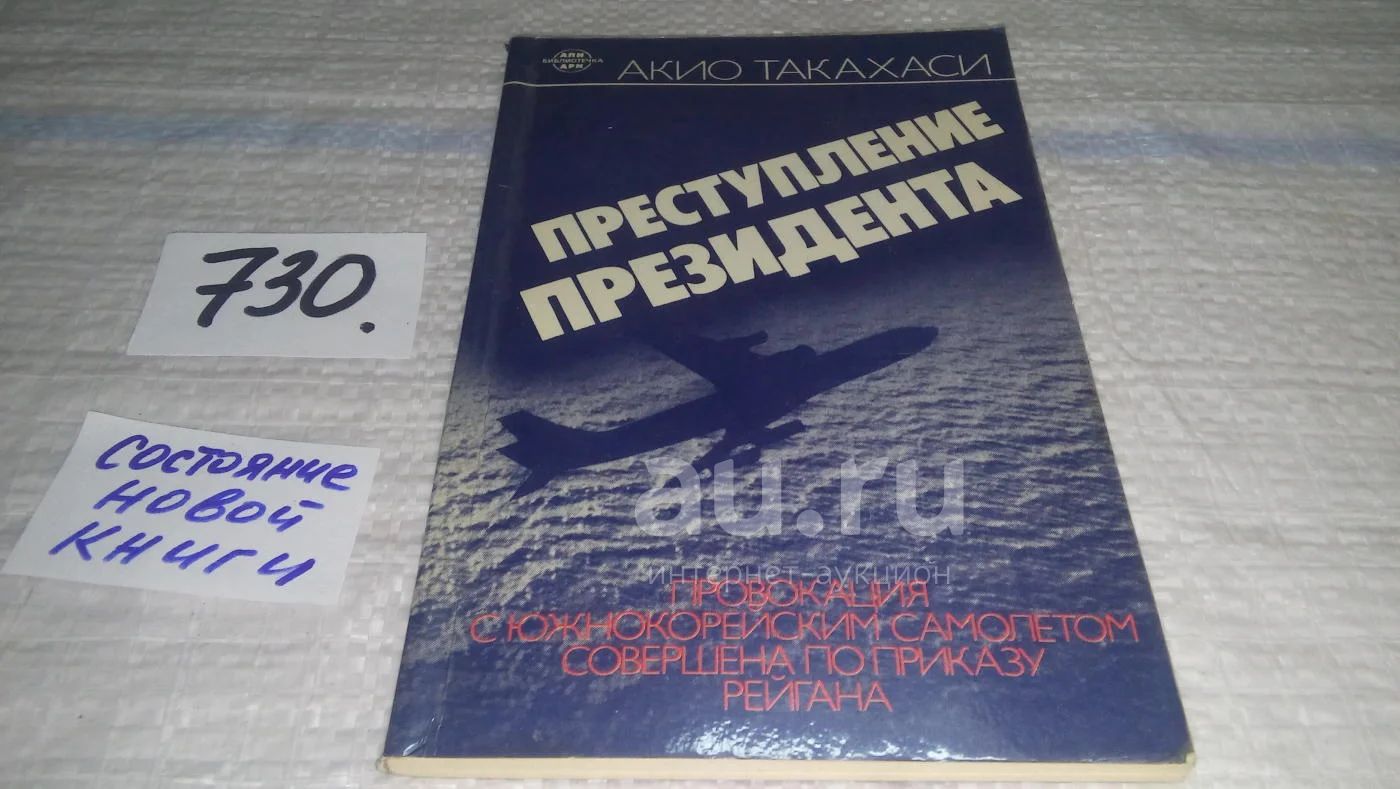 АПН
БИБЛИОТЕЧКА
АРН
АКИО ТАКАХАСИ
ПРЕСТУПЛЕНИЕ
ПРЕЗИДЕНТА
730.
состояние
новой
книги
au.ru
интернет-аукцион
ПРОВОКАЦИЯ
С ЮЖНОКОРЕЙСКИМ САМОЛЕТОМ
СОВЕРШЕНА ПО ПРИКАЗУ
РЕЙГАНА